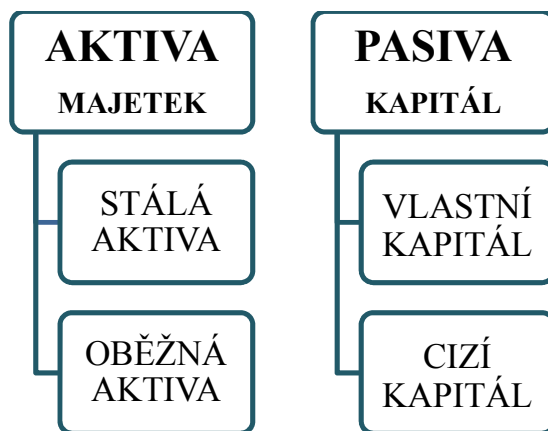 AKTIVA
MAJETEK
STÁLÁ
AKTIVA
OBĚŽNÁ
AKTIVA
PASIVA
KAPITÁL
VLASTNÍ
KAPITÁL
CIZÍ
KAPITÁL